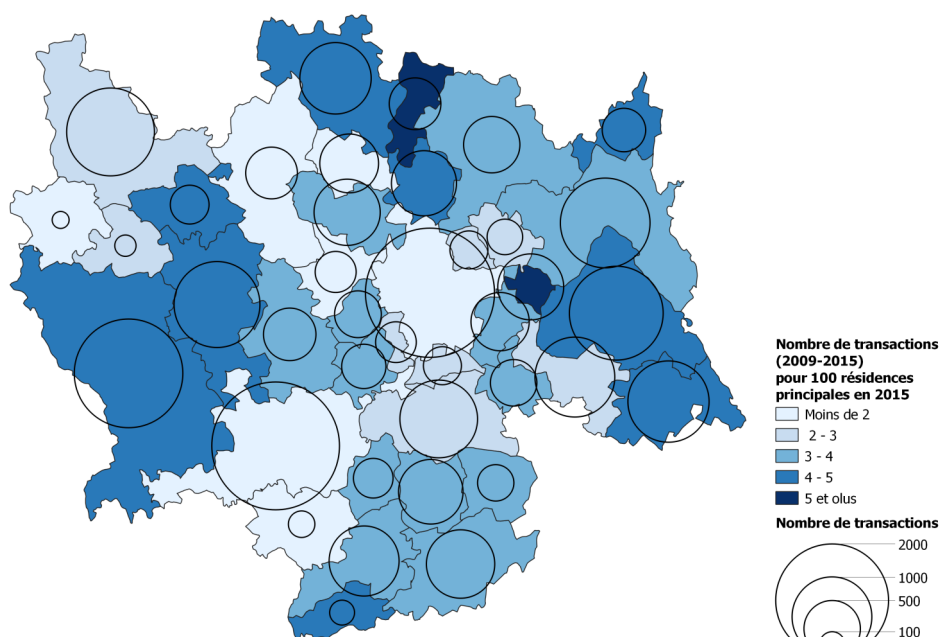 Nombre de transactions
(2009-2015)
pour 100 résidences
principales en 2015
Moins de 2
2 - 3
3 - 4
4 - 5
5 et olus
Nombre de transactions
2000
1000
500
100